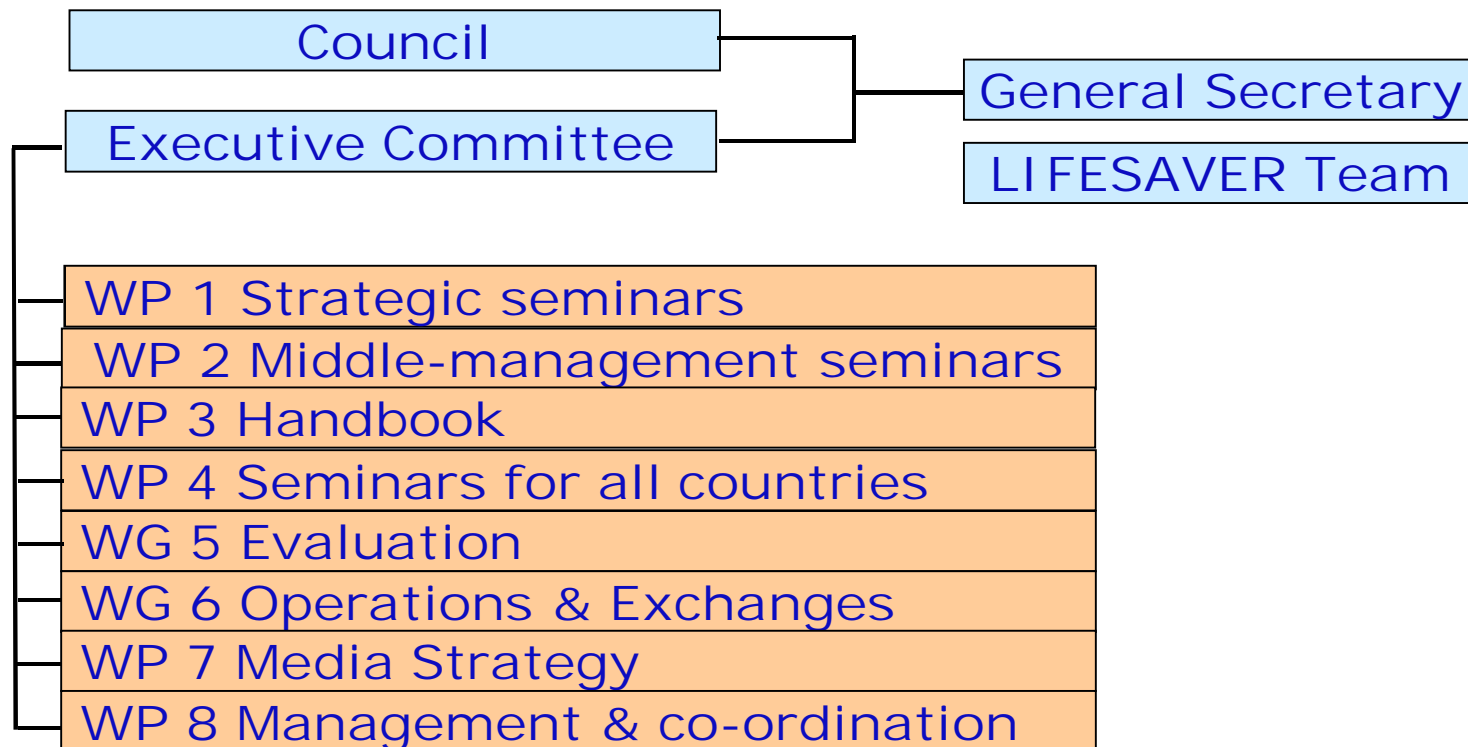 Council
General Secretary
Executive Committee
LIFESAVER Team
WP 1 Strategic seminars
WP 2 Middle-management seminars
WP 3 Handbook
WP 4 Seminars for all countries
WG 5 Evaluation
WG 6 Operations & Exchanges
WP 7 Media Strategy
WP 8 Management & co-ordination